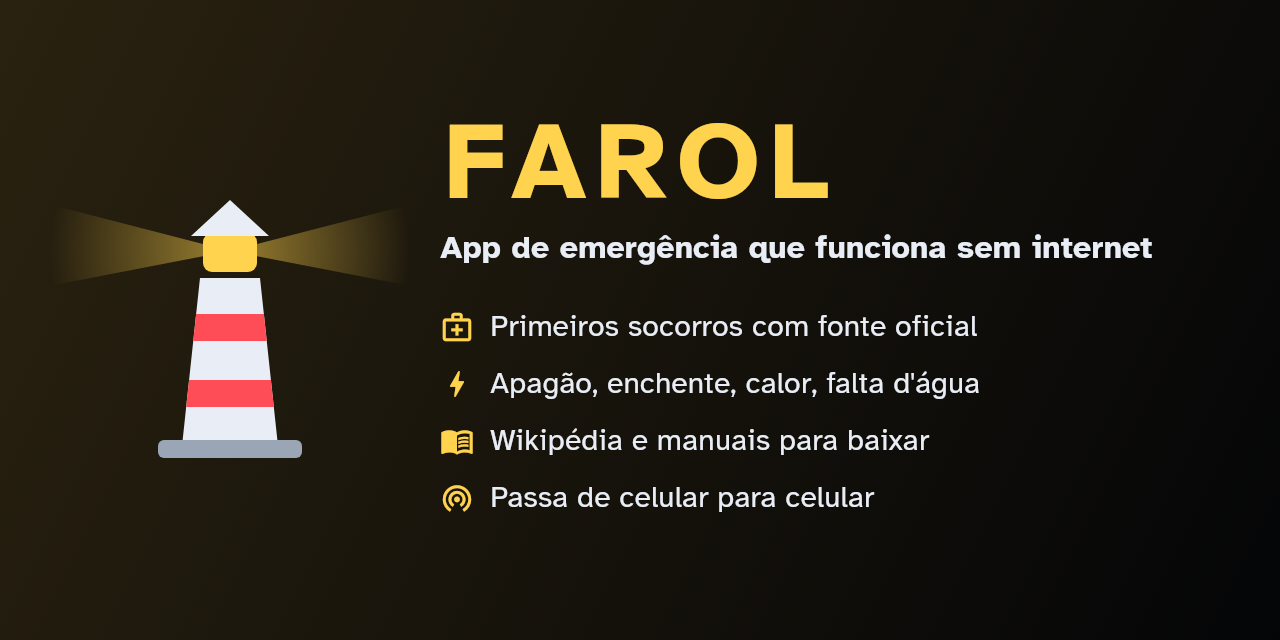 FAROL
App de emergência que funciona sem internet
Primeiros socorros com fonte oficial
Apagão, enchente, calor, falta d'água
Wikipédia e manuais para baixar
Passa de celular para celular